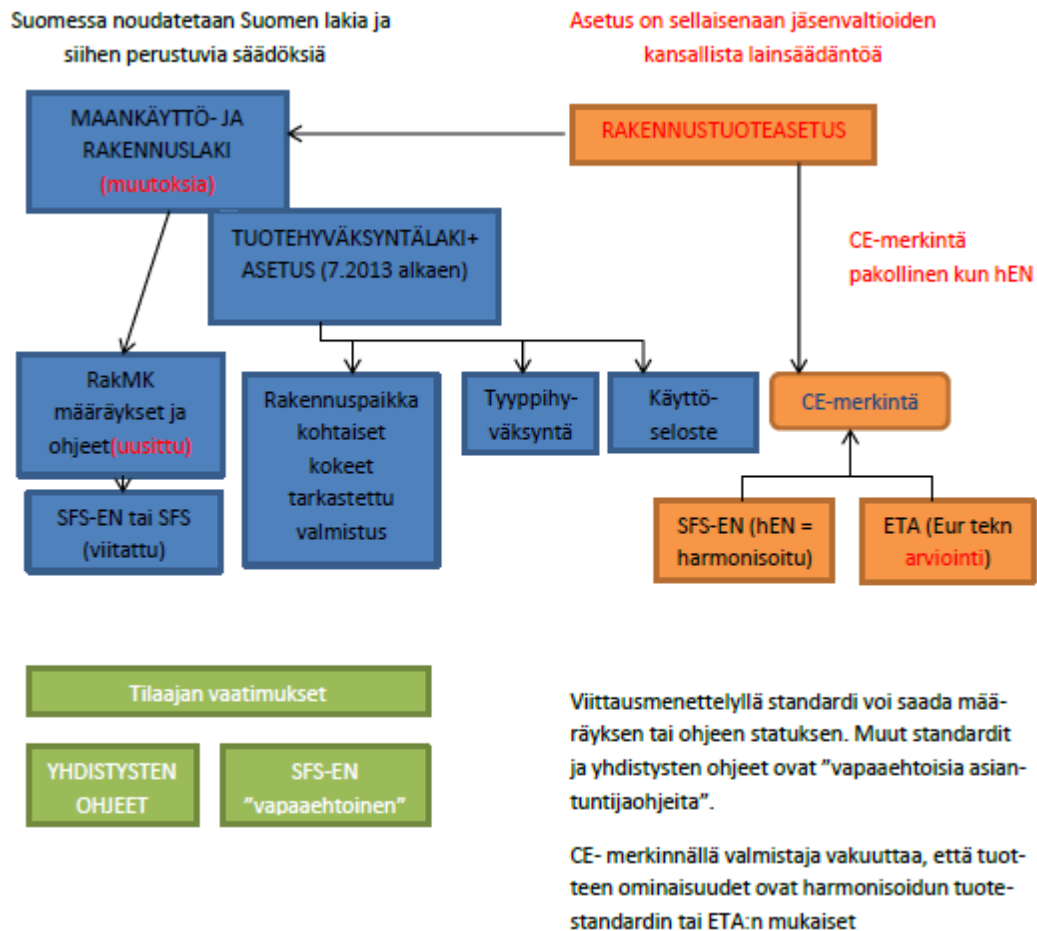 Suomessa noudatetaan Suomen lakia ja
siihen perustuvia säädöksiä
Asetus on sellaisenaan jäsenvaltioiden
kansallista lainsäädäntöä
MAANKÄYTTÖ- JA
RAKENNUSLAKI
(muutoksia)
RAKENNUSTUOTEASETUS
TUOTEHYVÄKSYNTÄLAKI+
ASETUS (7.2013 alkaen)
CE-merkintä
pakollinen kun hEN
RakMK
määräykset ja
ohjeet(uusittu)
Rakennuspaikka
kohtaiset
kokeet
tarkastettu
valmistus
Tyyppihy-
väksyntä
Käyttö-
seloste
CE-merkintä
SFS-EN tai SFS
(viitattu)
SFS-EN (hEN =
harmonisoitu)
ETA (Eur tekn
arviointi)
Tilaajan vaatimukset
YHDISTYSTEN
OHJEET
SFS-EN
"vapaaehtoinen"
Viittausmenettelyllä standardi voi saada mää-
räyksen tai ohjeen statuksen. Muut standardit
ja yhdistysten ohjeet ovat "vapaaehtoisia asian-
tuntijaohjeita".
CE- merkinnällä valmistaja vakuuttaa, että tuot-
teen ominaisuudet ovat harmonisoidun tuote-
standardin tai ETA:n mukaiset